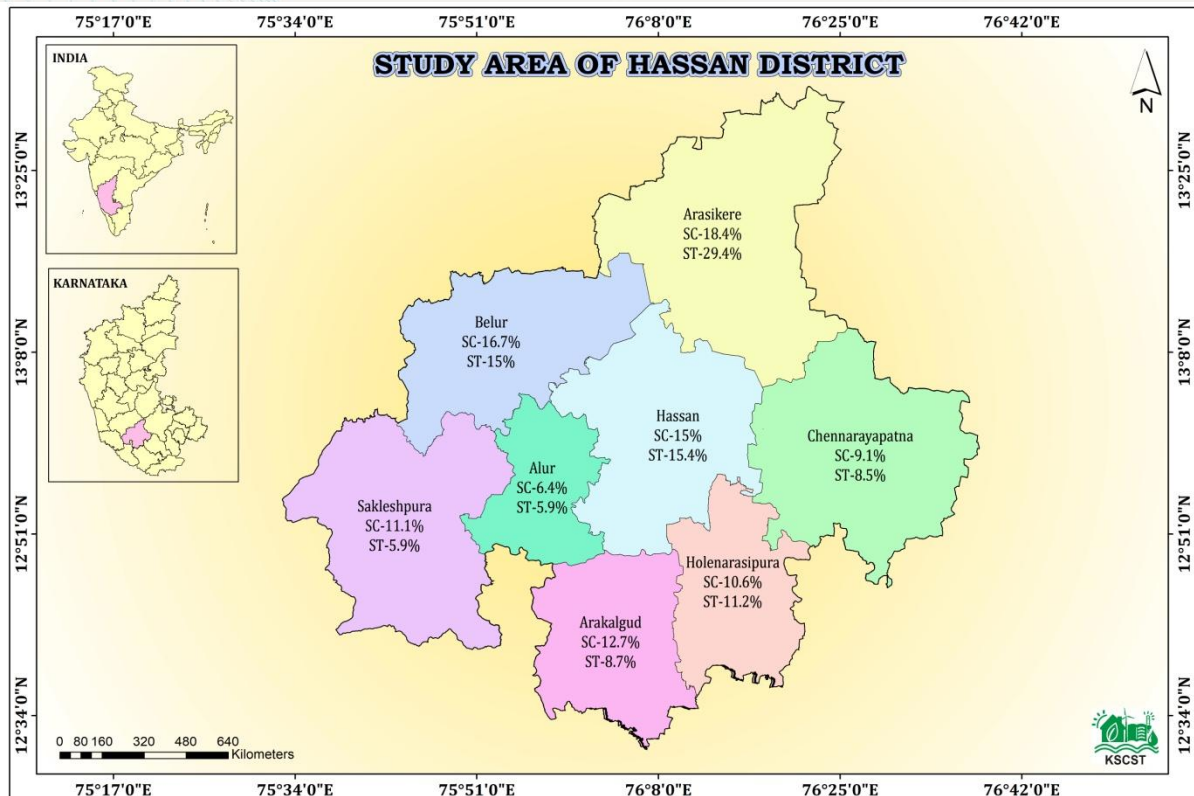 75°17'0"E 75°34'0"E 75°51'0"E 76°8'0"E 76°25'0"E 76°42'0"E
STUDY AREA OF HASSAN DISTRICT
INDIA
N
13°25'0"N 13°25'0"N
Arasikere
SC-18.4%
ST-29.4%
KARNATAKA
Belur
SC-16.7%
ST-15%
13°8'0"N 13°8'0"N
Hassan
SC-15%
ST-15.4%
Chennarayapatna
SC-9.1%
ST-8.5%
Alur
SC-6.4%
ST-5.9%
Sakleshpura
SC-11.1%
ST-5.9%
12°51'0"N 12°51'0"N
Holenarasipura
SC-10.6%
ST-11.2%
Arakalgud
SC-12.7%
ST-8.7%
12°34'0"N 12°34'0"N
0 80 160 320 480 640
Kilometers
KSCST
75°17'0"E 75°34'0"E 75°51'0"E 76°8'0"E 76°25'0"E 76°42'0"E